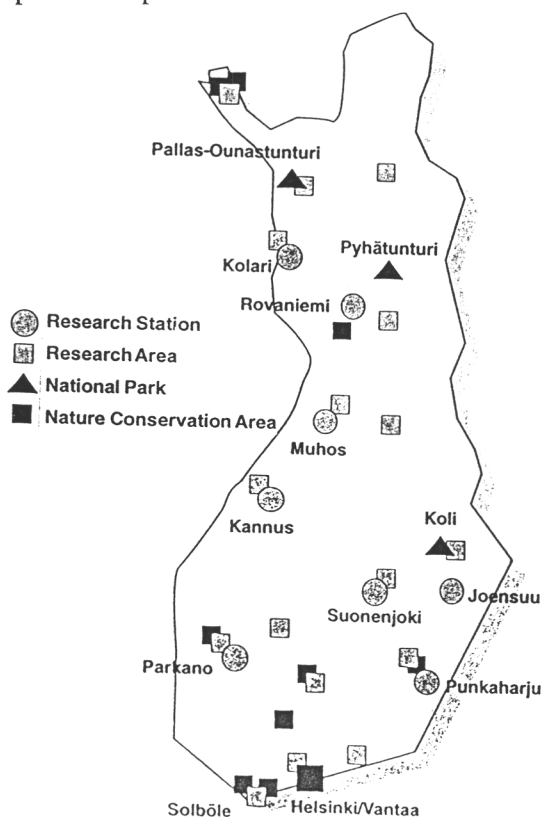 Pallas-Ounastunturi
Pyhätunturi
Kolari
Rovaniemi
Research Station
Research Area
National Park
Nature Conservation Area
Muhos
Kannus
Koli
Suonenjoki
Joensuu
Parkano
Punkaharju
Solböle
Helsinki/Vantaa